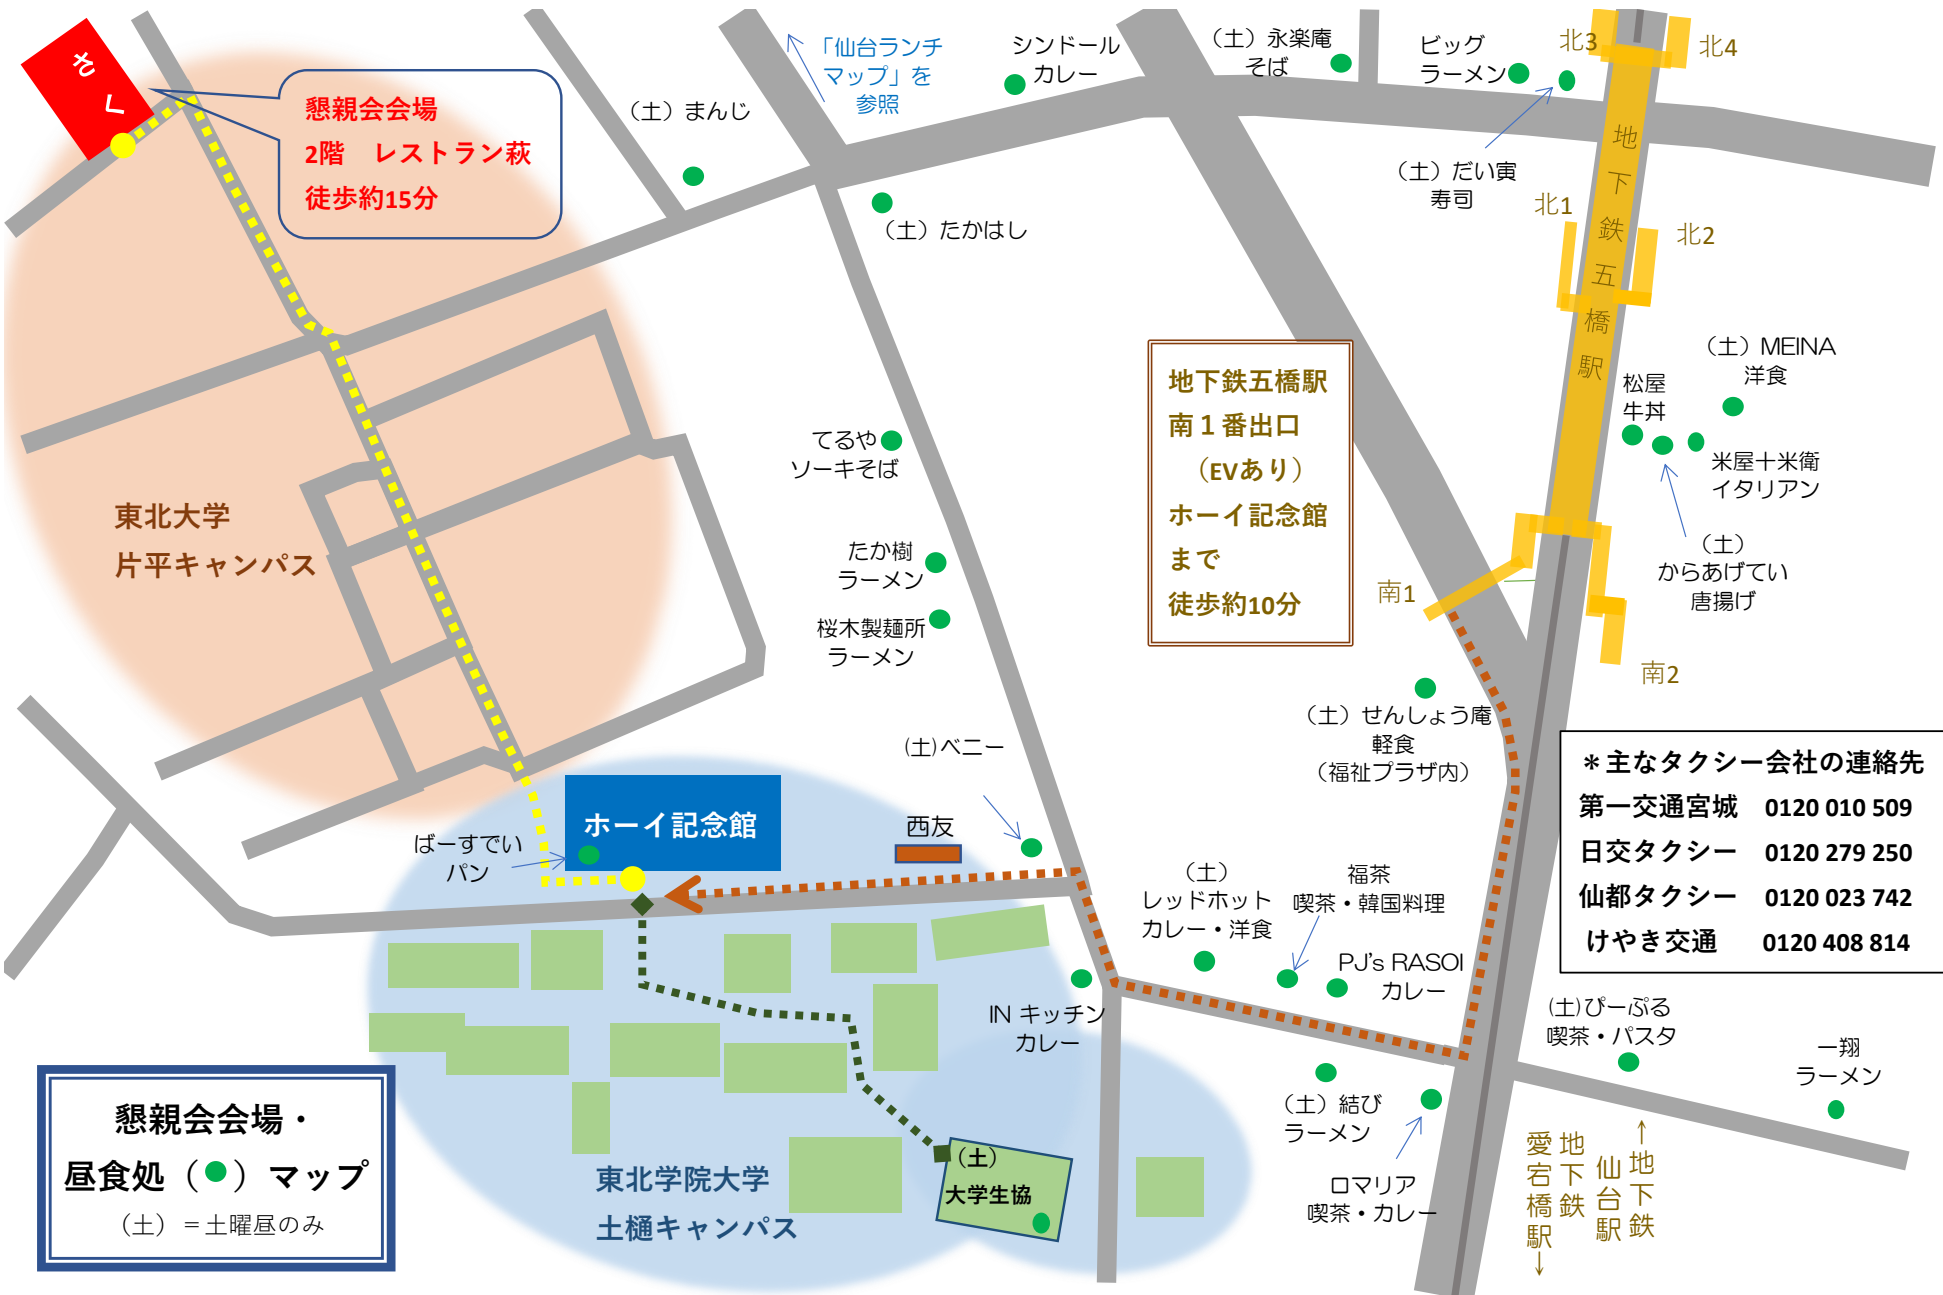 さく
懇親会会場
2階　レストラン萩
徒歩約15分
「仙台ランチ
マップ」を
参照
シンドール
カレー
（土）永楽庵
そば
ビッグ
ラーメン
北3
北4
（土）まんじ
（土）たかはし
（土）だい寅
寿司
北1
北2
地下鉄五橋駅
地下鉄五橋駅
南１番出口
（EVあり）
ホーイ記念館
まで
徒歩約10分
（土）MEINA
洋食
松屋
牛丼
米屋十米衛
イタリアン
（土）
からあげてい
唐揚げ
てるや
ソーキそば
たか樹
ラーメン
桜木製麺所
ラーメン
東北大学
片平キャンパス
南1
南2
（土）せんしょう庵
軽食
（福祉プラザ内）
(土)ベニー
西友
ホーイ記念館
ばーすでい
パン
＊主なタクシー会社の連絡先
第一交通宮城　0120 010 509
日交タクシー　0120 279 250
仙都タクシー　0120 023 742
けやき交通　0120 408 814
（土）
レッドホット
カレー・洋食
福茶
喫茶・韓国料理
PJ's RASOI
カレー
IN キッチン
カレー
(土)ぴーぷる
喫茶・パスタ
一翔
ラーメン
（土）結び
ラーメン
ロマリア
喫茶・カレー
←地下鉄
仙台駅
地下鉄
愛宕橋駅→
（土）
大学生協
東北学院大学
土樋キャンパス
懇親会会場・
昼食処（●）マップ
（土）＝土曜昼のみ